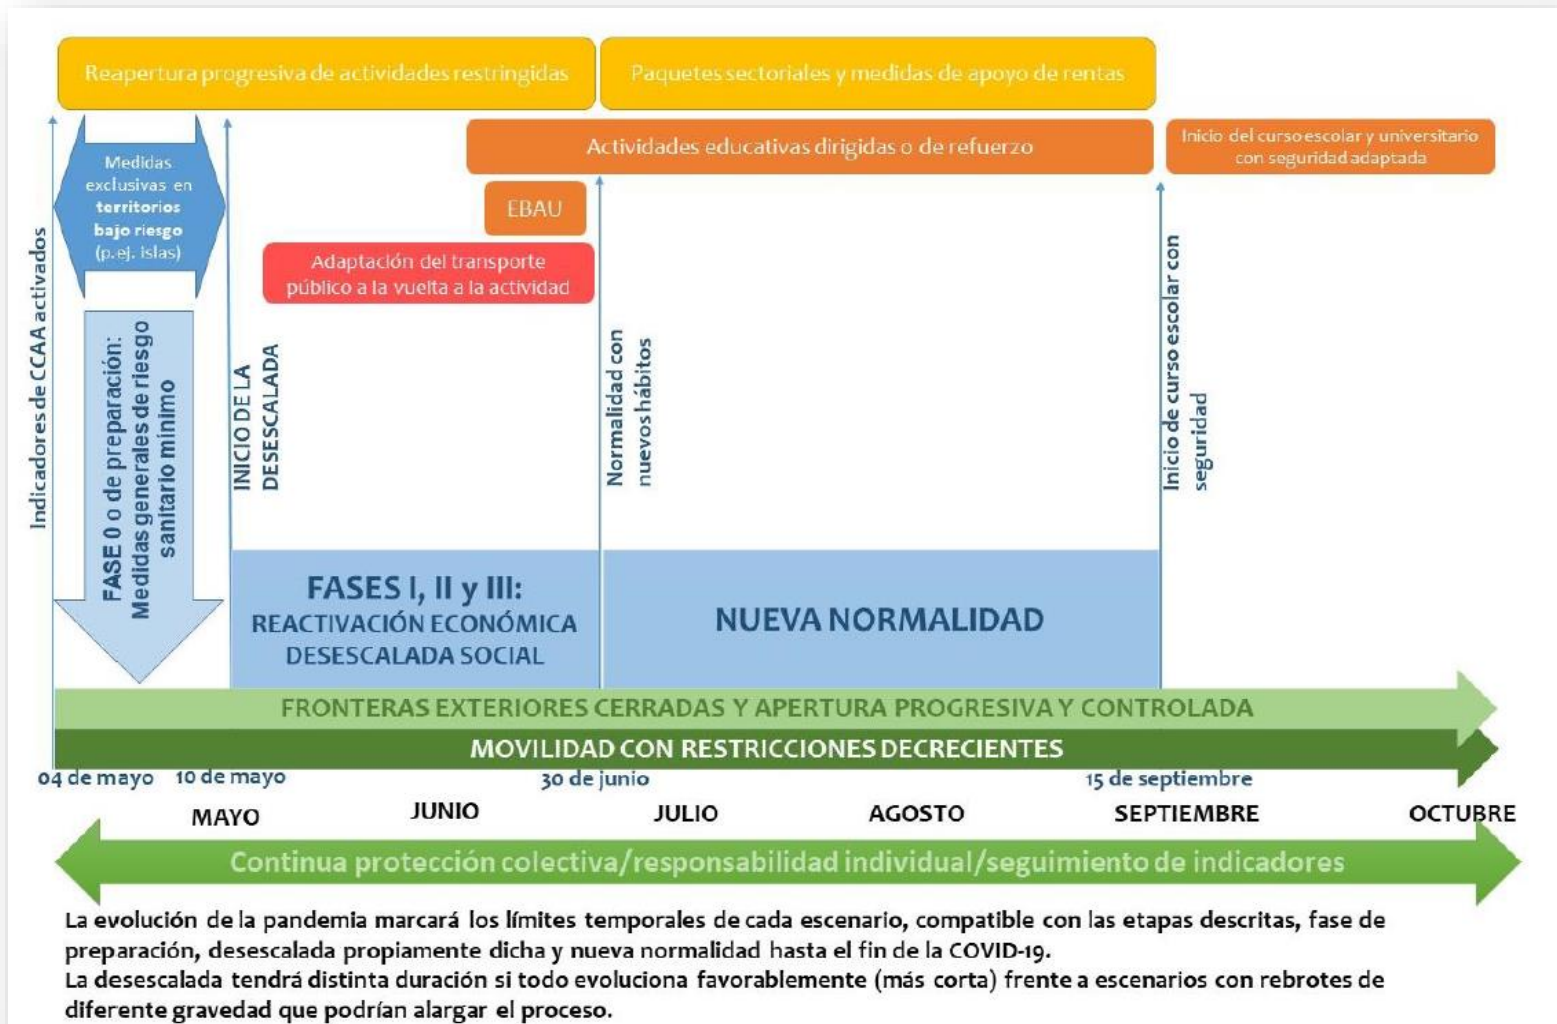 Reapertura progresiva de actividades restringidas
Paquetes sectoriales y medidas de apoyo de rentas
Actividades educativas dirigidas o de refuerzo
Inicio del curso escolar y universitario
con seguridad adaptada
Medidas
exclusivas en
territorios
bajo riesgo
(p.ej. islas)
EBAU
Adaptación del transporte
público a la vuelta a la actividad
Indicadores de CCAA activados
FASE 0 o de preparación:
Medidas generales de riesgo
sanitario mínimo
INICIO DE LA
DESESCALADA
Normalidad con
nuevos hábitos
Inicio de curso escolar con
seguridad
FASES I, II y III:
REACTIVACIÓN ECONÓMICA
DESESCALADA SOCIAL
NUEVA NORMALIDAD
FRONTERAS EXTERIORES CERRADAS Y APERTURA PROGRESIVA Y CONTROLADA
MOVILIDAD CON RESTRICCIONES DECRECIENTES
04 de mayo 10 de mayo 30 de junio 15 de septiembre
MAYO JUNIO JULIO AGOSTO SEPTIEMBRE OCTUBRE
Continua protección colectiva/responsabilidad individual/seguimiento de indicadores
La evolución de la pandemia marcará los límites temporales de cada escenario, compatible con las etapas descritas, fase de
preparación, desescalada propiamente dicha y nueva normalidad hasta el fin de la COVID-19.
La desescalada tendrá distinta duración si todo evoluciona favorablemente (más corta) frente a escenarios con rebrotes de
diferente gravedad que podrían alargar el proceso.